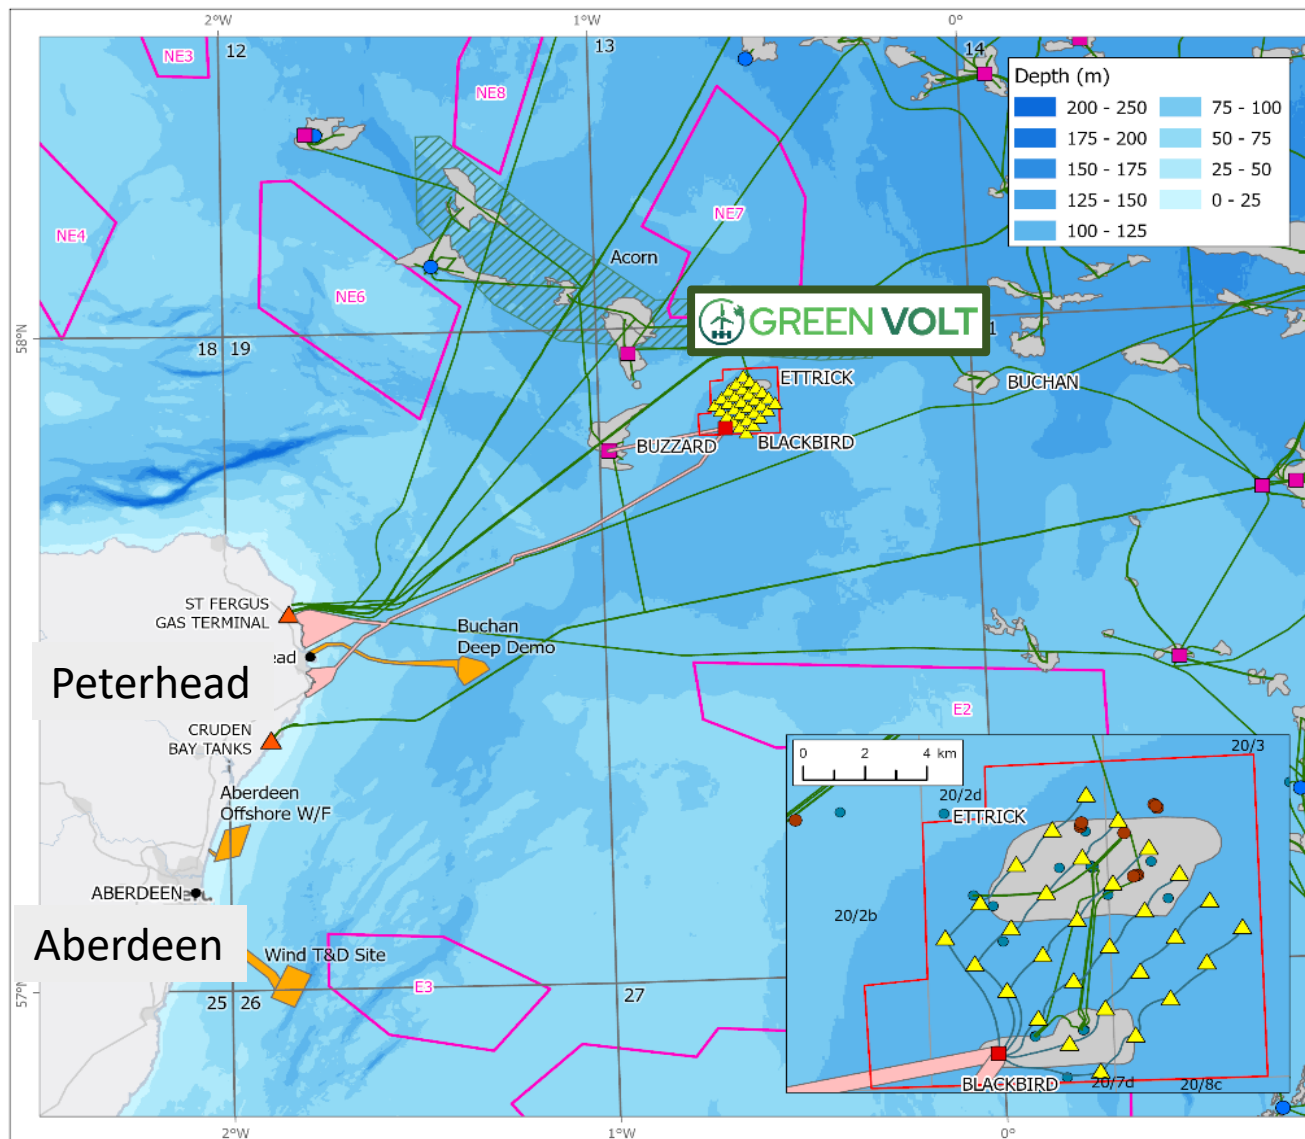 2°W
1°W
0°
NE3
12
13
14
NE8
Depth (m)
200 - 250
75 - 100
175 - 200
50 - 75
150 - 175
25 - 50
125 - 150
0 - 25
100 - 125
NE4
NE7
Acorn
NE6
GREEN VOLT
1
58°N
18
19
ETTRICK
BUCHAN
BUZZARD
BLACKBIRD
ST FERGUS
GAS TERMINAL
Buchan
Deep Demo
ead
Peterhead
E2
CRUDEN
BAY TANKS
0
2
4 km
20/3
Aberdeen
Offshore W/F
20/2d
ETTRICK
ABERDEEN
20/2b
Aberdeen
Wind T&D Site
E3
57°N
25
26
27
BLACKBIRD
20/7d
20/8c
2°W
1°W
0°